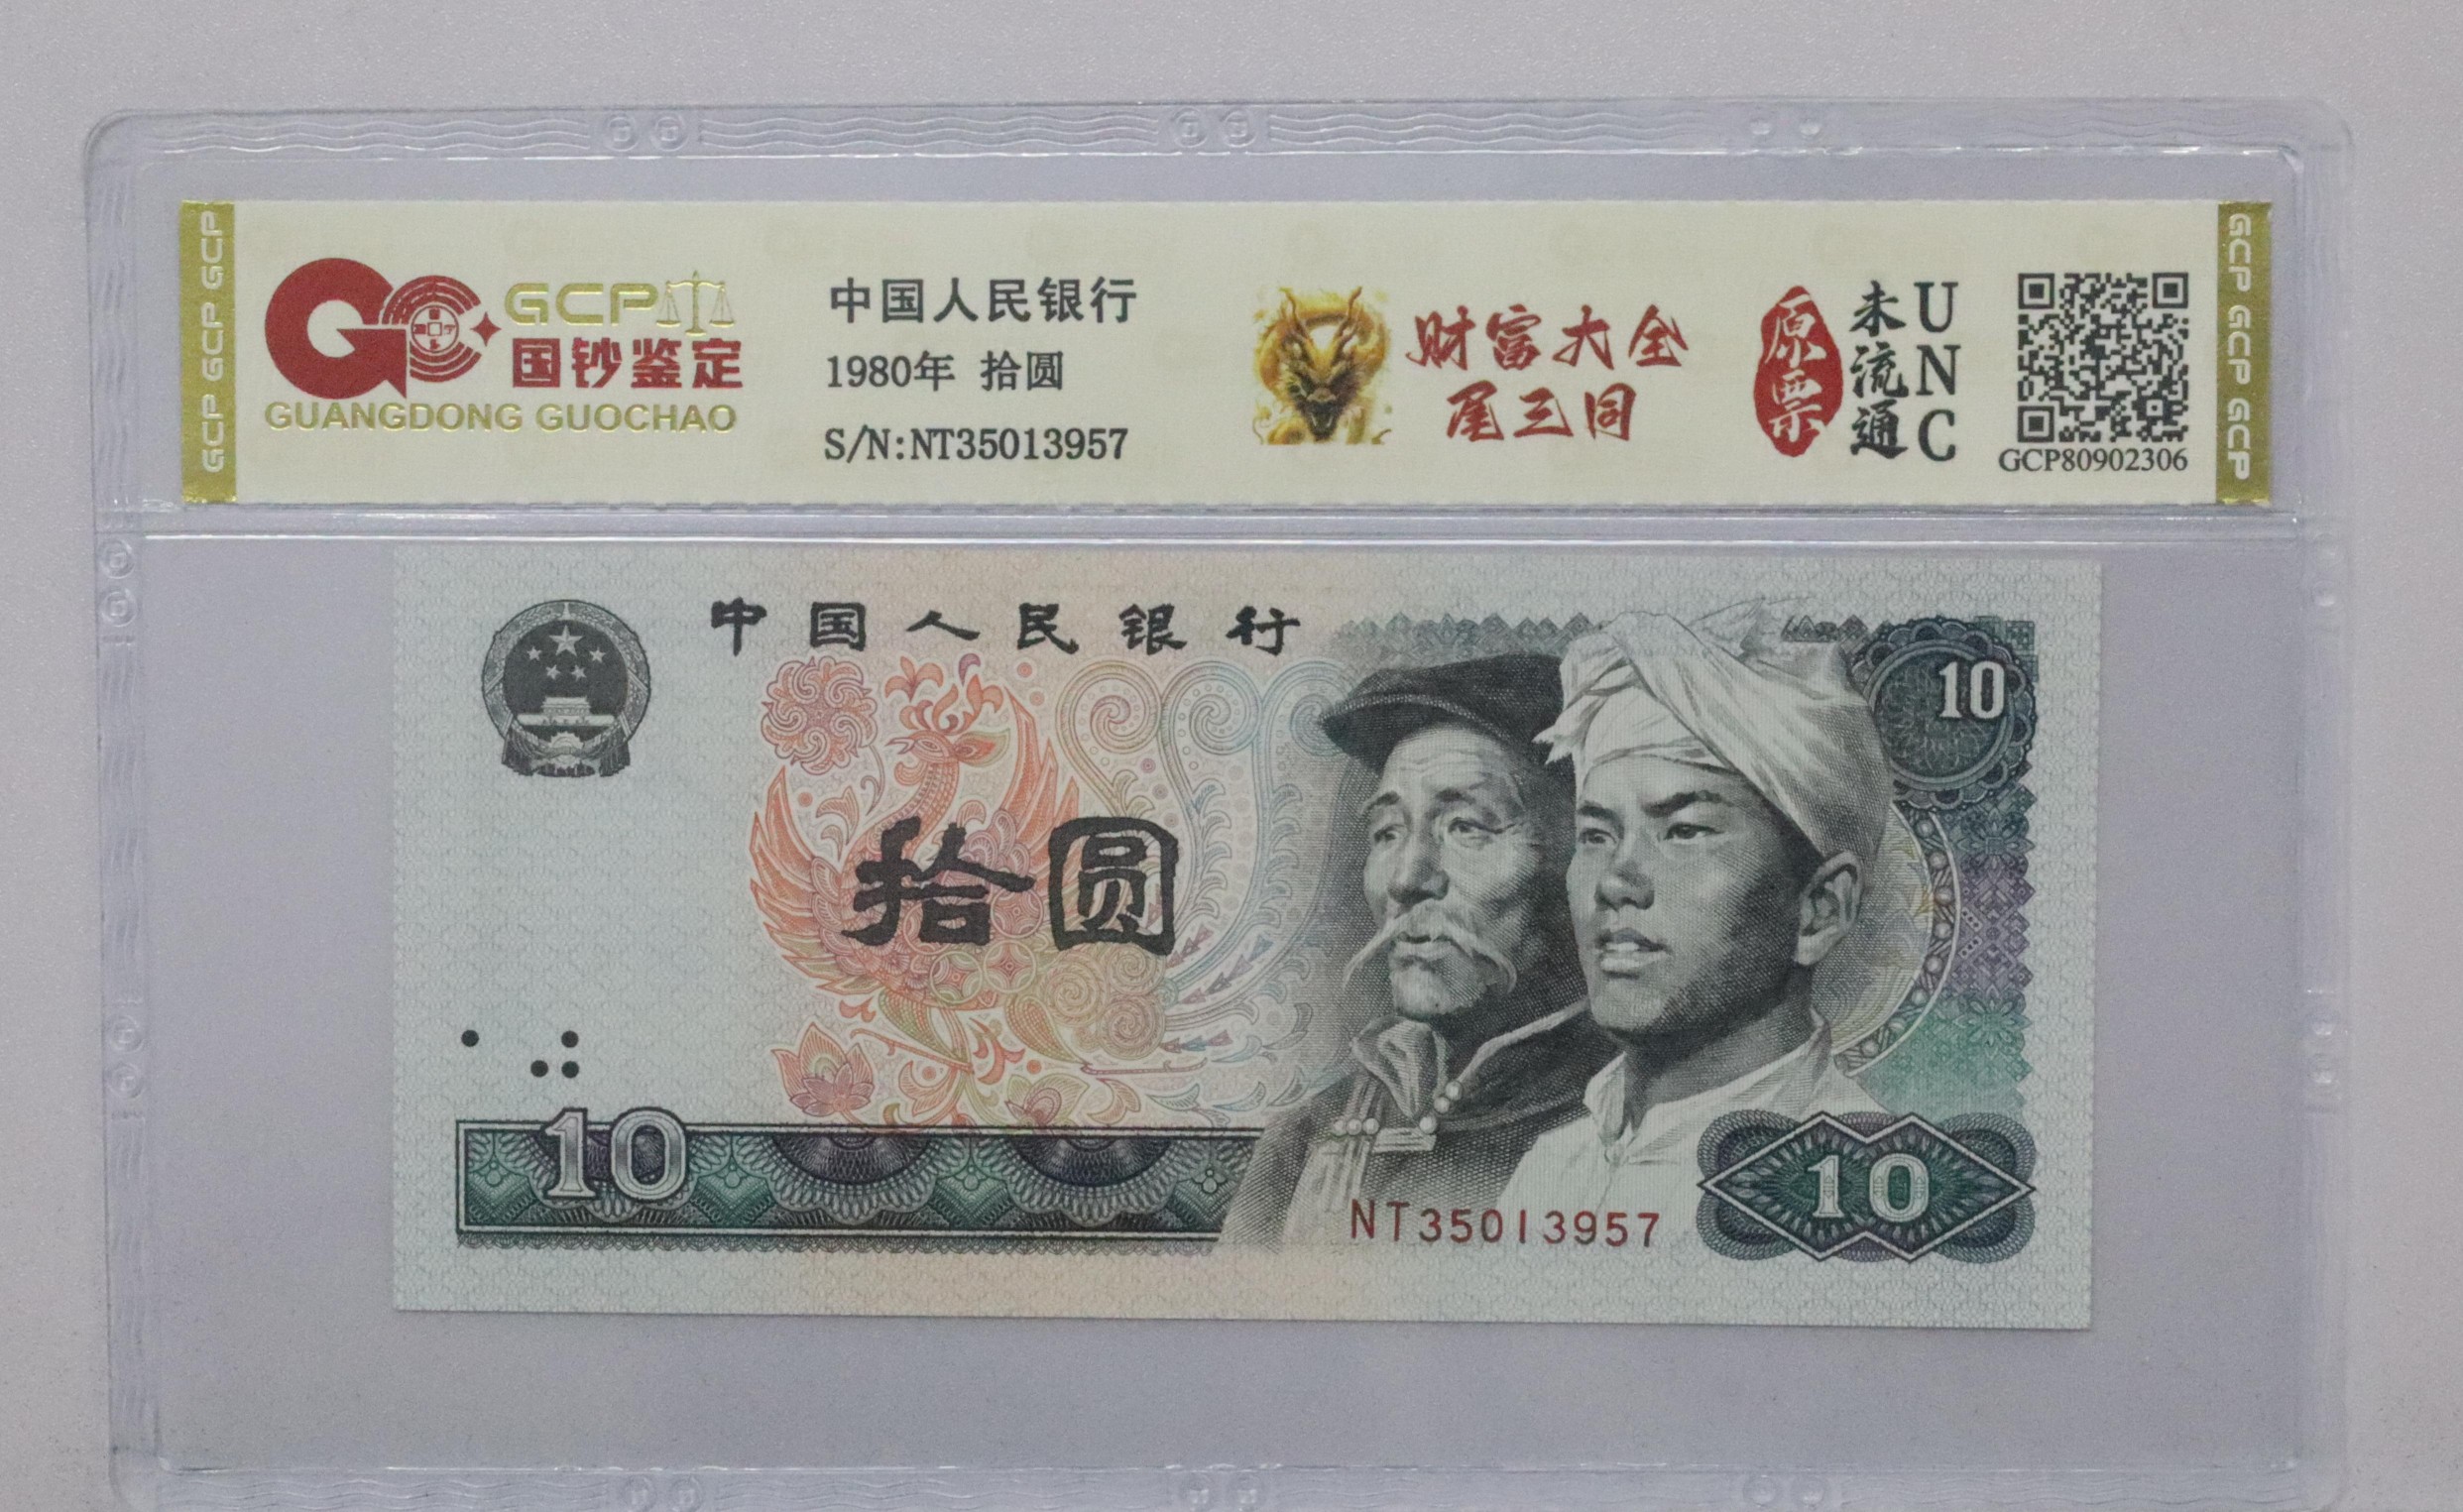 GCP GCP GCP GCP
GCP
国钞鉴定
GUANGDONG GUOCHAO
中国人民银行
1980年 拾圆
S/N:NT35013957
财富大全
尾三同
原票
未流通
UNC
GCP80902306
GCP GCP GCP
中国人民银行
10
拾圆
10
10
NT35013957